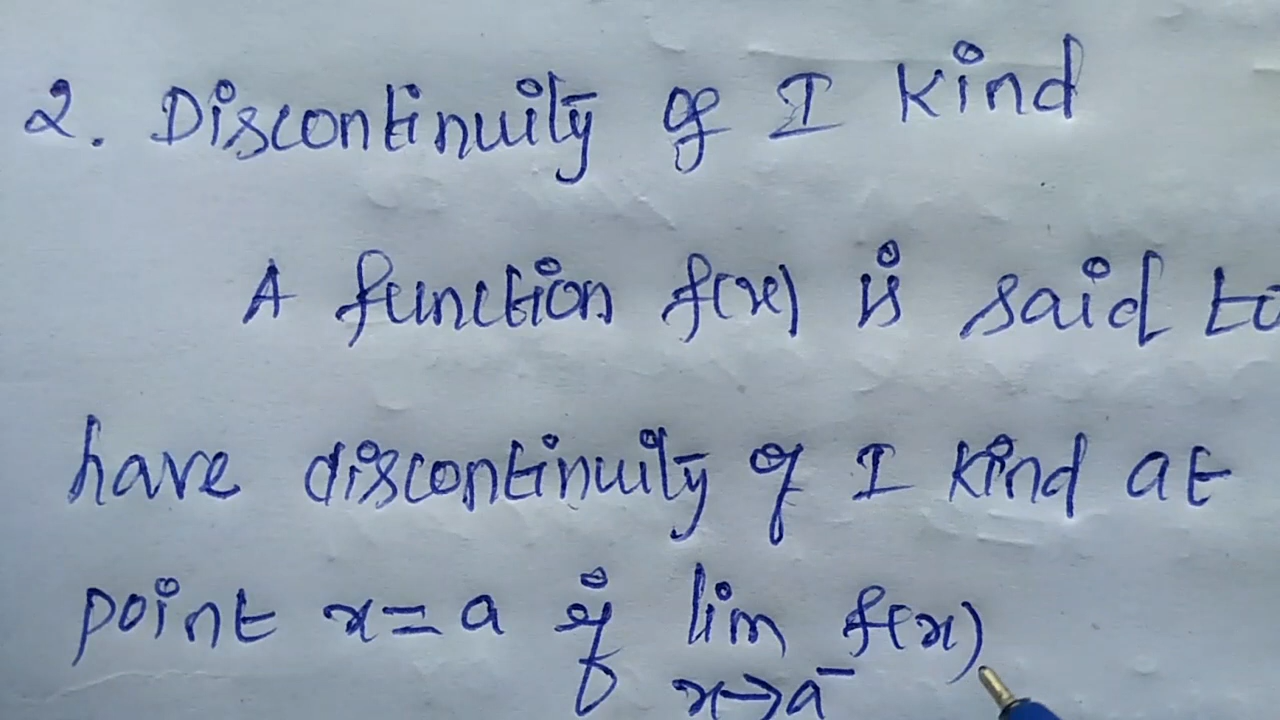 2. Discontinuity of I kind
A function f(x) is said to
have discontinuity of I kind at
point x = a if lim f(x)
x→a⁻